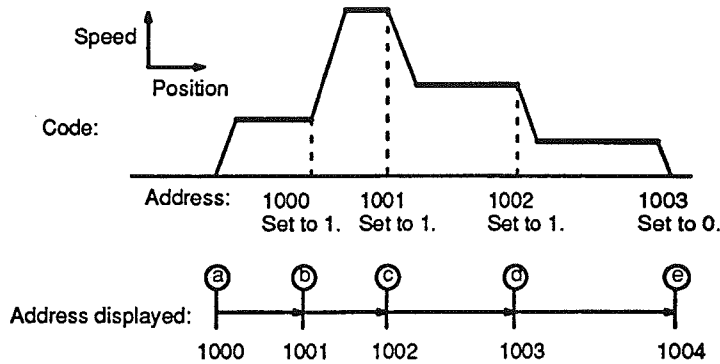 Speed
Position
Code:
Address: 1000 1001 1002 1003
Set to 1. Set to 1. Set to 1. Set to 0.
a b c d e
Address displayed:
1000 1001 1002 1003 1004